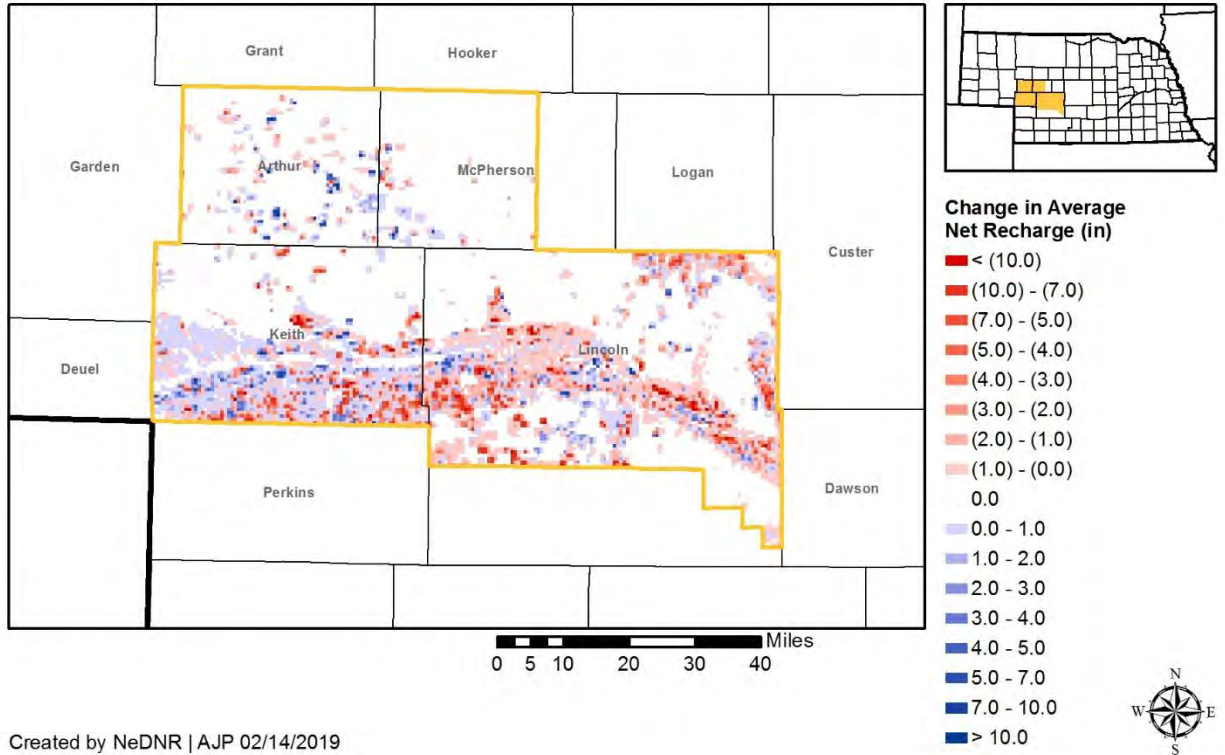 Grant
Hooker
Garden
Arthur
McPherson
Logan
Custer
Keith
Lincoln
Deuel
Perkins
Dawson
Miles
0 5 10 20 30 40
Created by NeDNR | AJP 02/14/2019
Change in Average
Net Recharge (in)
< (10.0)
(10.0) - (7.0)
(7.0) - (5.0)
(5.0) - (4.0)
(4.0) - (3.0)
(3.0) - (2.0)
(2.0) - (1.0)
(1.0) - (0.0)
0.0
0.0 - 1.0
1.0 - 2.0
2.0 - 3.0
3.0 - 4.0
4.0 - 5.0
5.0 - 7.0
7.0 - 10.0
> 10.0
N
W E
S